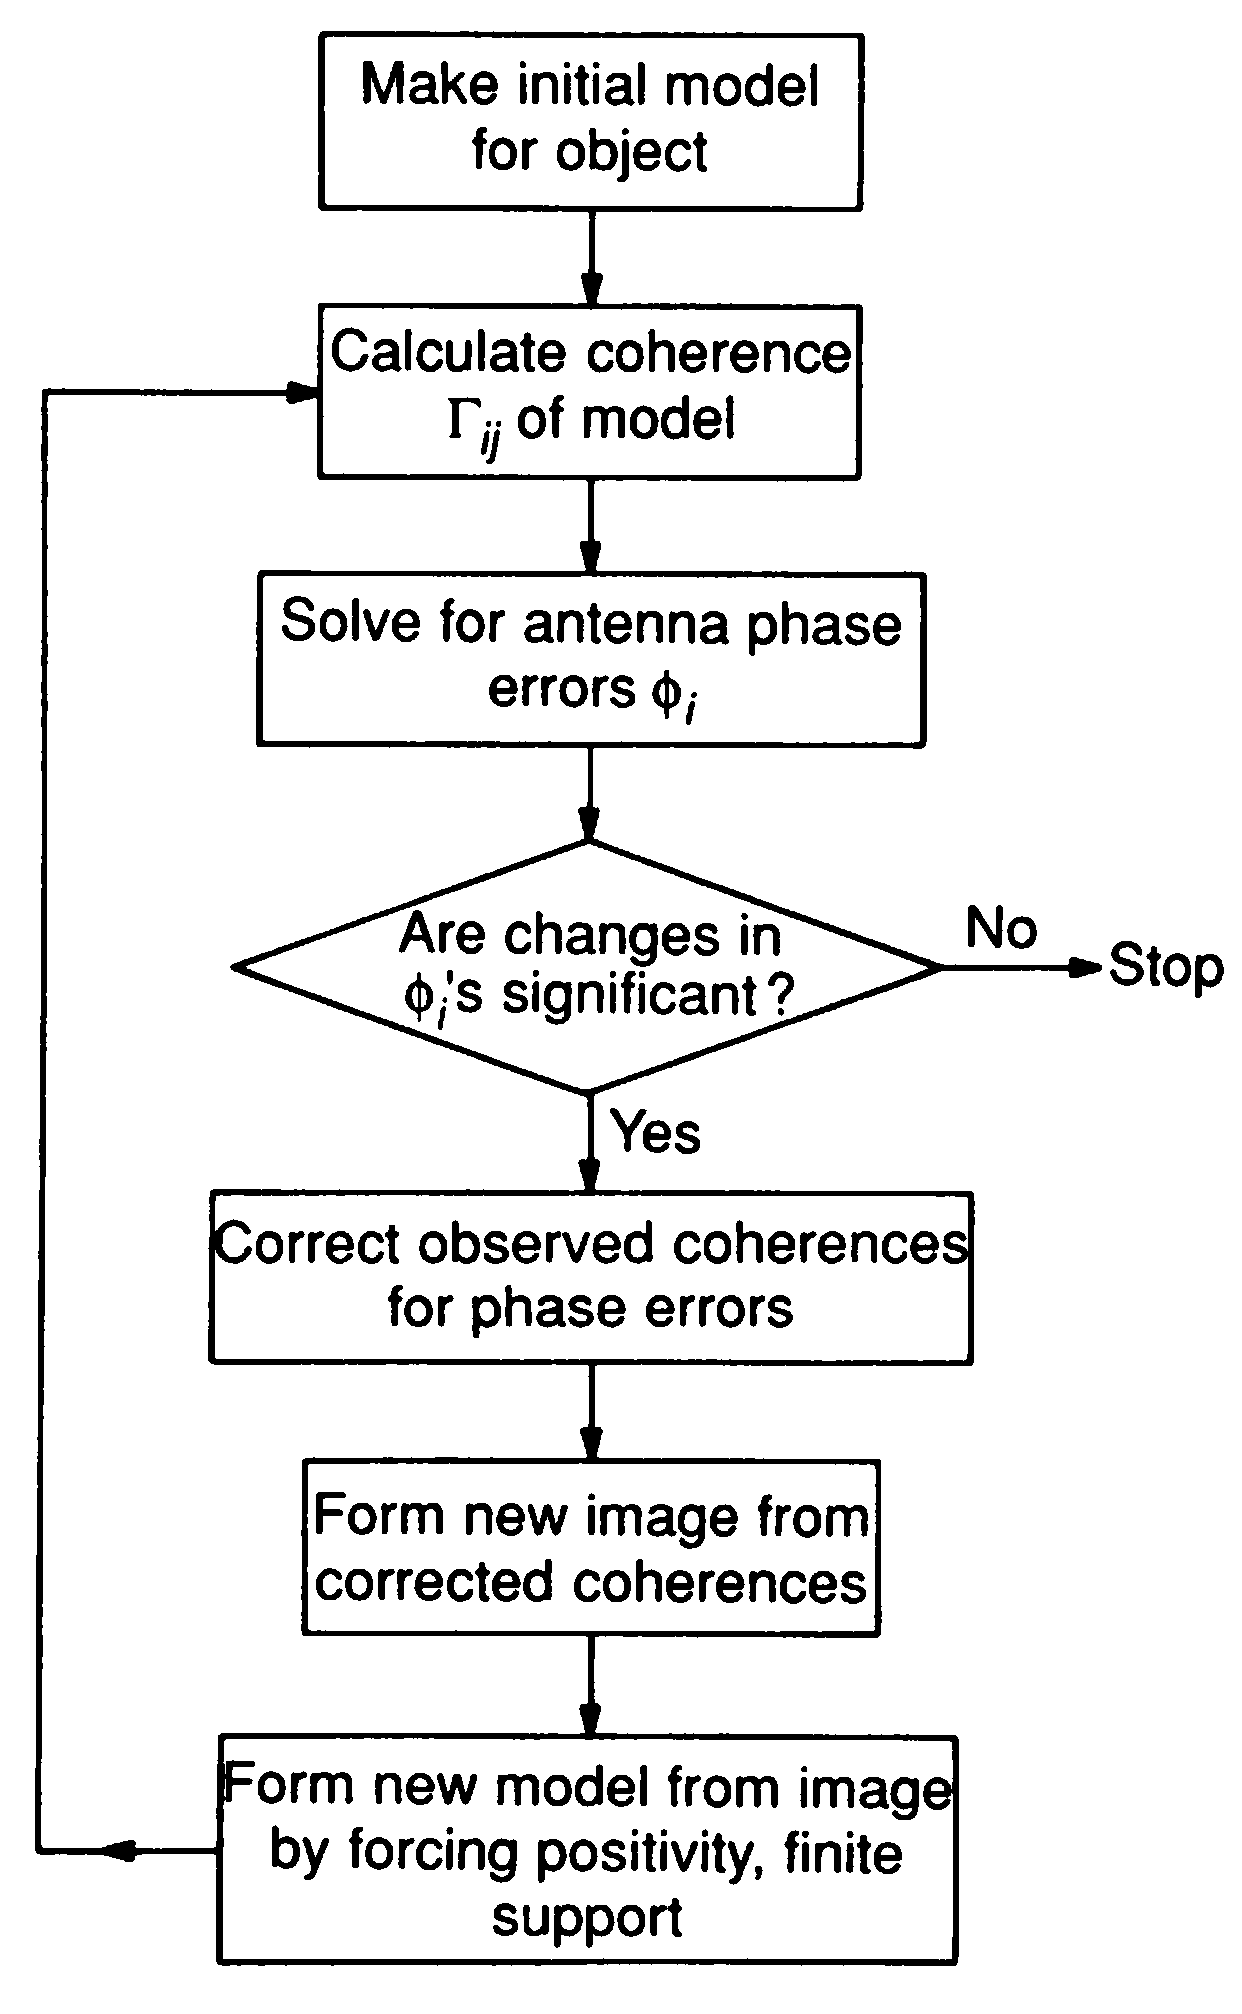 Make initial model
for object
Calculate coherence
Γij of model
Solve for antenna phase
errors ϕi
Are changes in
ϕi's significant?
No
Stop
Yes
Correct observed coherences
for phase errors
Form new image from
corrected coherences
Form new model from image
by forcing positivity, finite
support